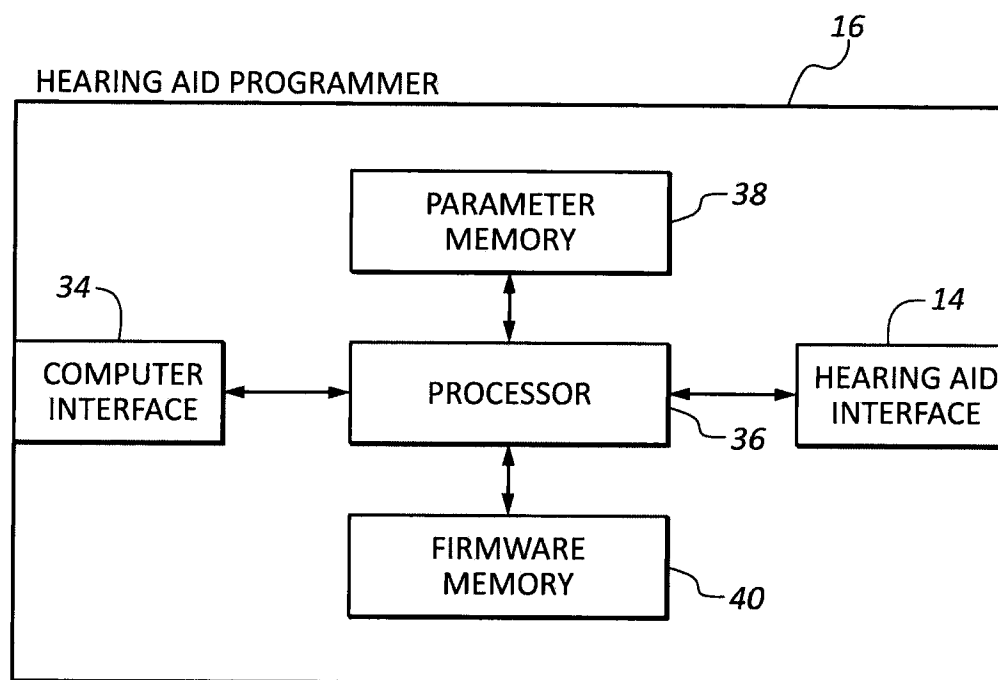 16
HEARING AID PROGRAMMER
PARAMETER
MEMORY
38
34
14
COMPUTER
INTERFACE
PROCESSOR
36
HEARING AID
INTERFACE
FIRMWARE
MEMORY
40